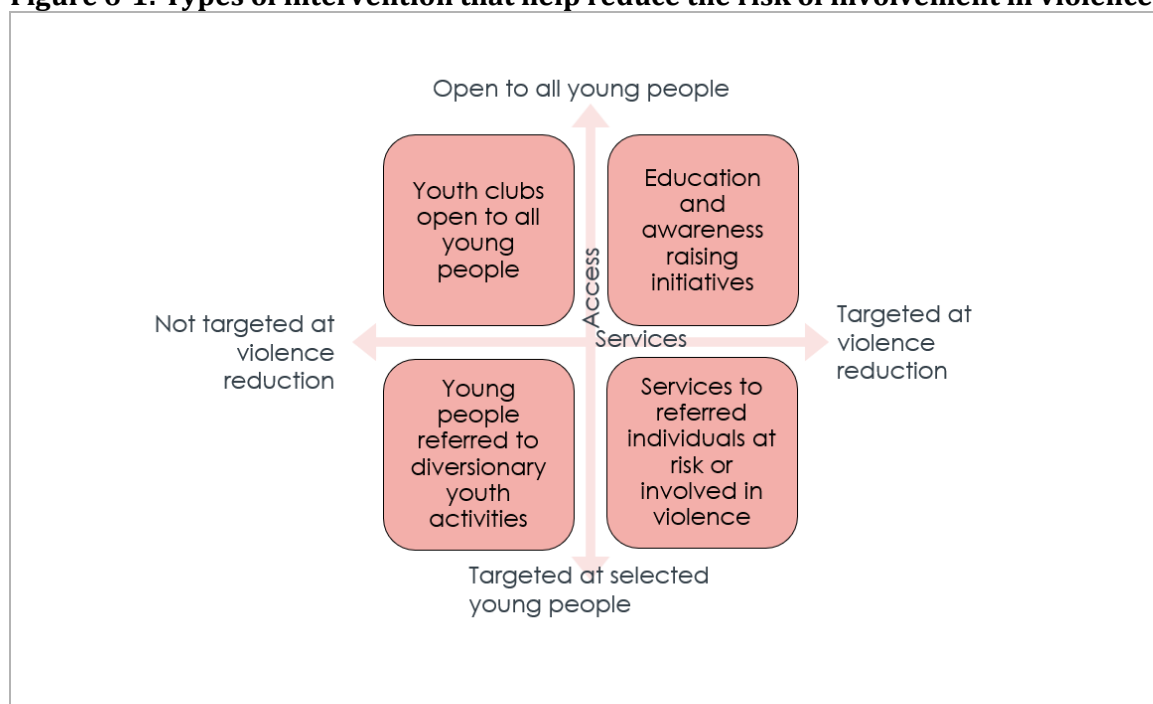 Figure 6-1: Types of intervention that help reduce the risk of involvement in violence
Open to all young people
Youth clubs
open to all
young
people
Education
and
awareness
raising
initiatives
Access
Services
Not targeted at
violence
reduction
Targeted at
violence
reduction
Young
people
referred to
diversionary
youth
activities
Services to
referred
individuals at
risk or
involved in
violence
Targeted at selected
young people